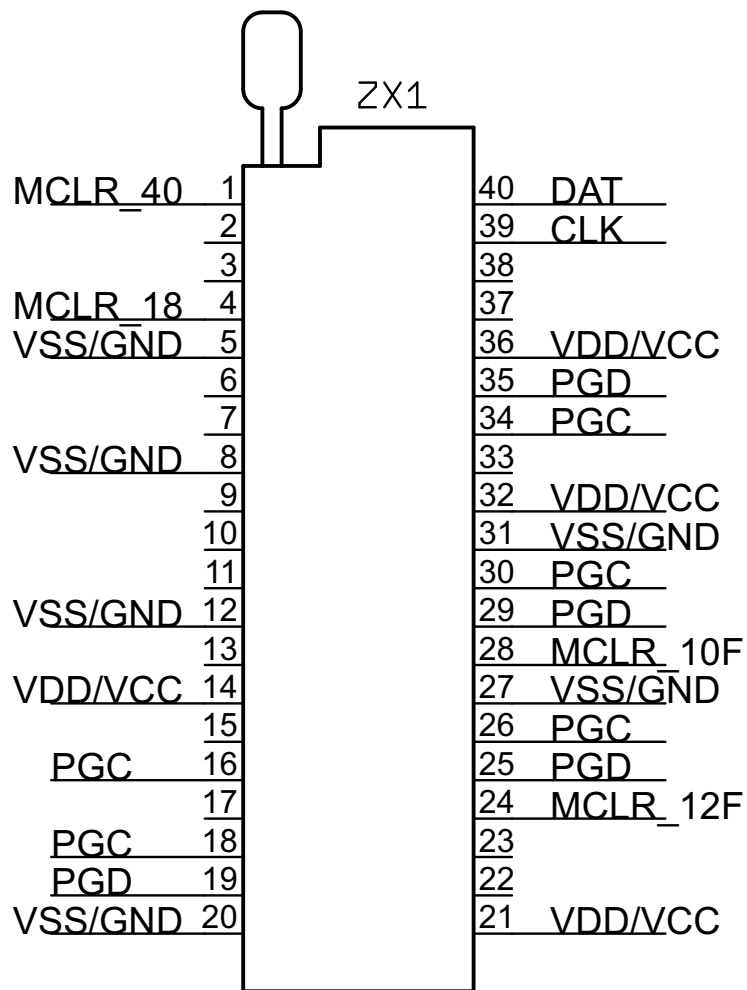 ZX1
MCLR_40 1 40 DAT
2 39 CLK
3 38
MCLR_18 4 37
VSS/GND 5 36 VDD/VCC
6 35 PGD
7 34 PGC
VSS/GND 8 33
9 32 VDD/VCC
10 31 VSS/GND
11 30 PGC
VSS/GND 12 29 PGD
13 28 MCLR_10F
VDD/VCC 14 27 VSS/GND
15 26 PGC
PGC 16 25 PGD
17 24 MCLR_12F
PGC 18 23
PGD 19 22
VSS/GND 20 21 VDD/VCC